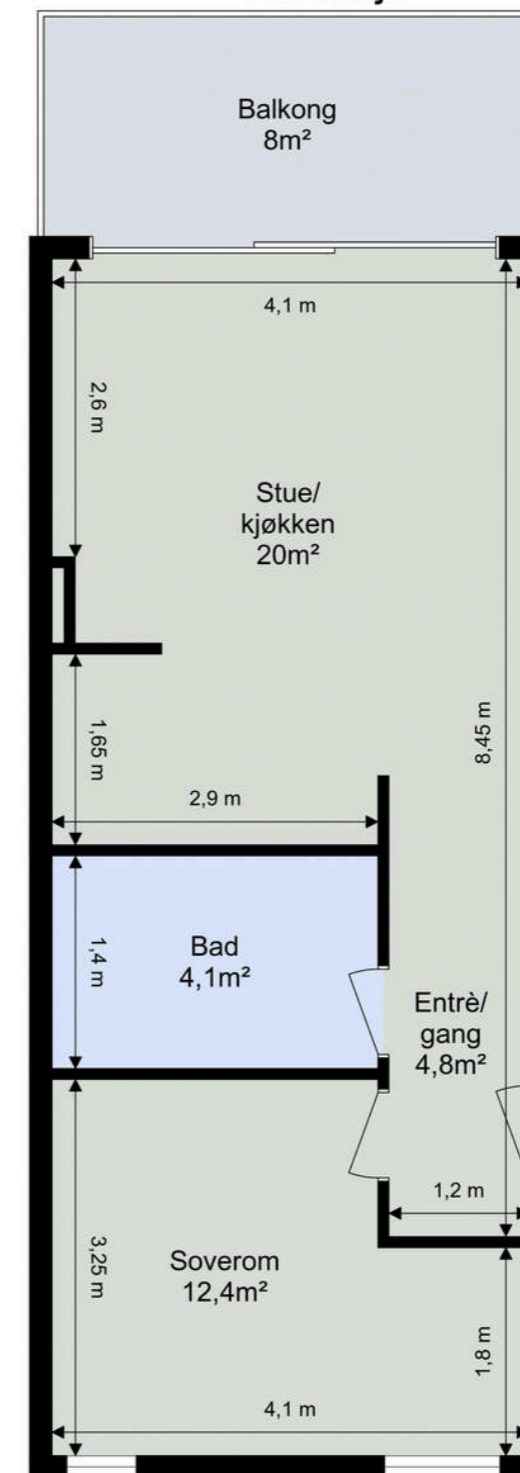 Balkong
8m²
4,1 m
2,6 m
Stue/
kjøkken
20m²
1,65 m
8,45 m
2,9 m
Bad
4,1m²
1,4 m
Entrè/
gang
4,8m²
1,2 m
Soverom
12,4m²
3,25 m
1,8 m
4,1 m